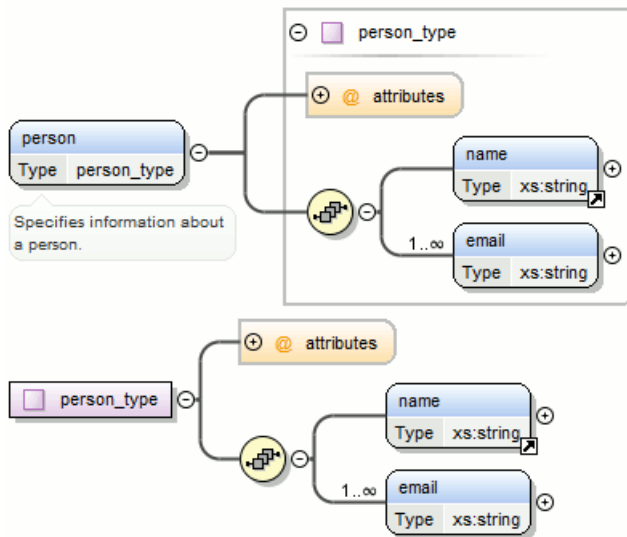 person_type
@ attributes
person
Type person_type
Specifies information about
a person.
name
Type xs:string
1..∞
email
Type xs:string
@ attributes
person_type
name
Type xs:string
1..∞
email
Type xs:string